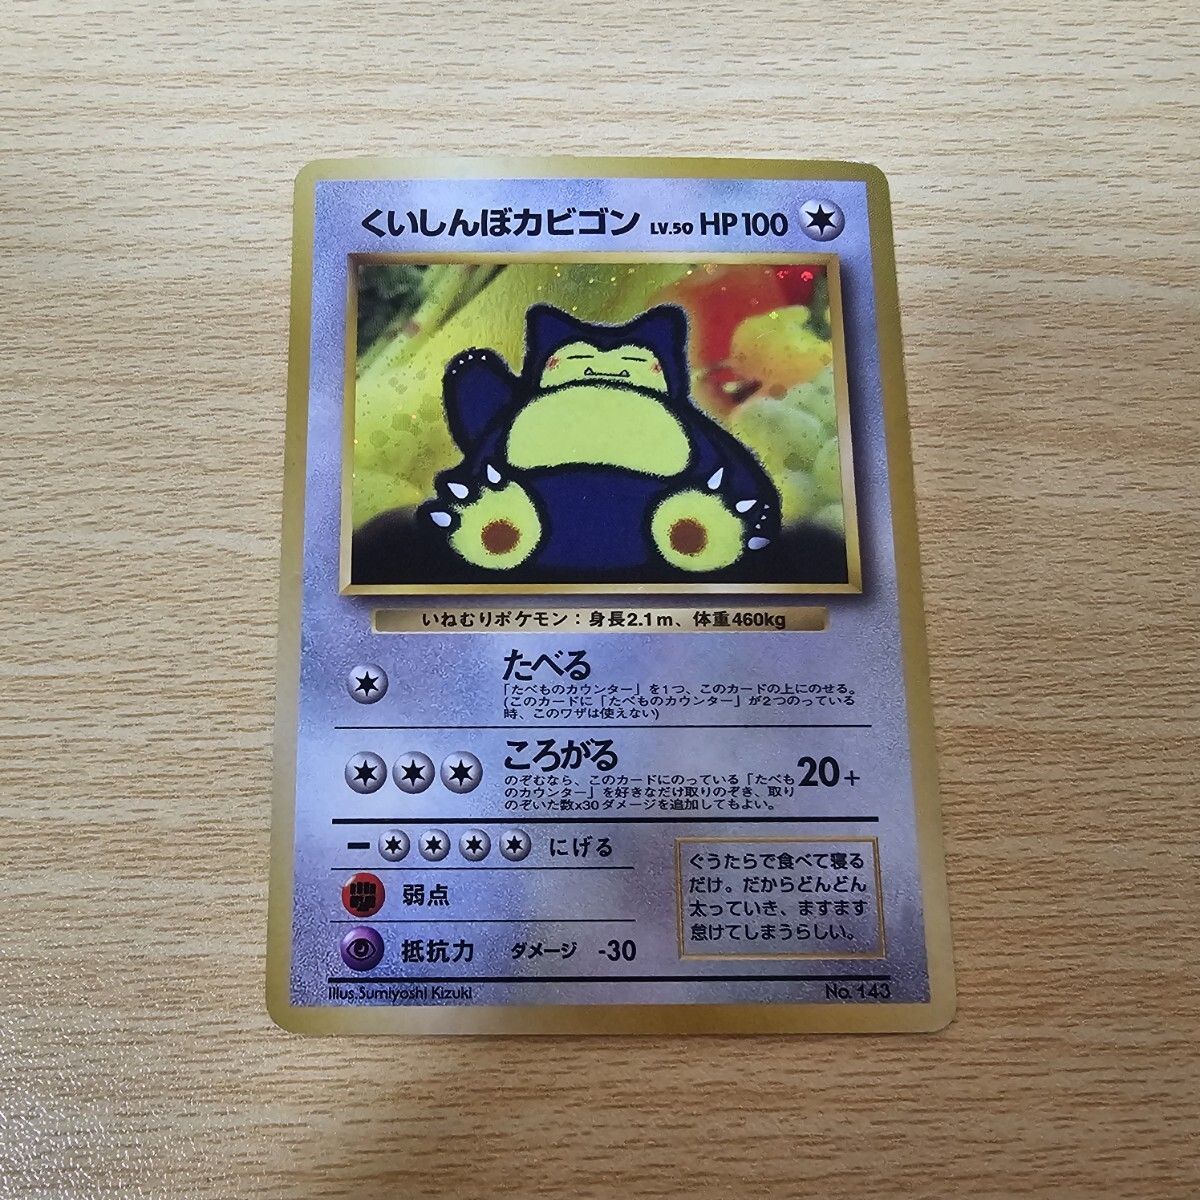 くいしんぼカビゴン LV.50 HP100
いねむりポケモン：身長2.1m、体重460kg
たべる
「たべものカウンター」を1つ、このカードの上にのせる。
(このカードに「たべものカウンター」が2つのっている
時、このワザは使えない)
ころがる
のぞむなら、このカードにのっている「たべも
のカウンター」を好きなだけ取りのぞき、取り
のぞいた数x30ダメージを追加してもよい。
20+
ー にげる
弱点
抵抗力 ダメージ -30
ぐうたらで食べて寝る
だけ。だからどんどん
太っていき、ますます
怠けてしまうらしい。
Illus.Sumiyoshi Kizuki
No. 143